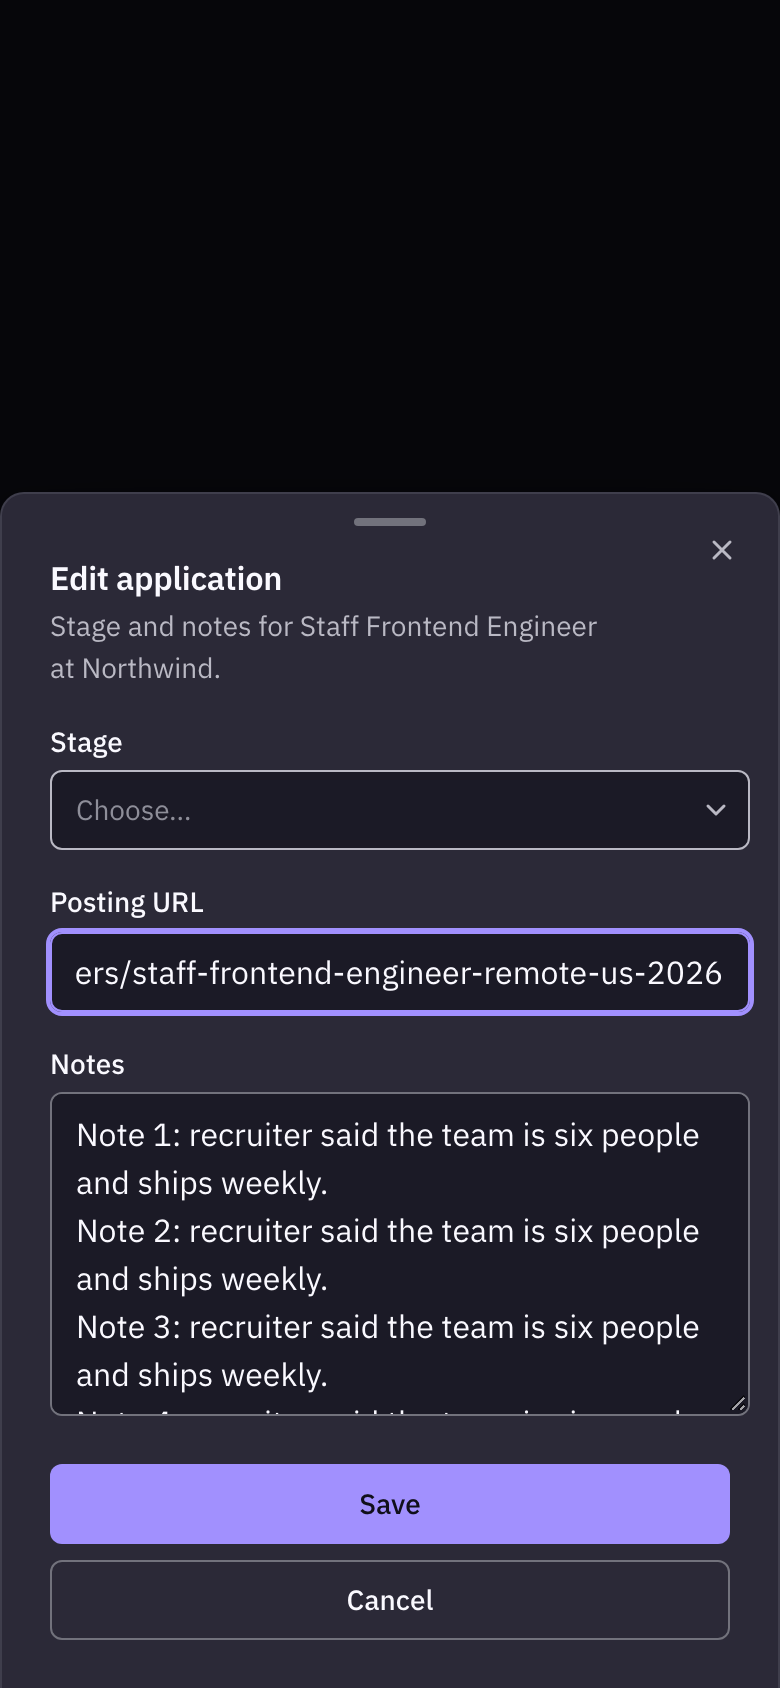 Edit application
Stage and notes for Staff Frontend Engineer
at Northwind.
Stage
Choose...
Posting URL
ers/staff-frontend-engineer-remote-us-2026
Notes
Note 1: recruiter said the team is six people
and ships weekly.
Note 2: recruiter said the team is six people
and ships weekly.
Note 3: recruiter said the team is six people
and ships weekly.
Save
Cancel